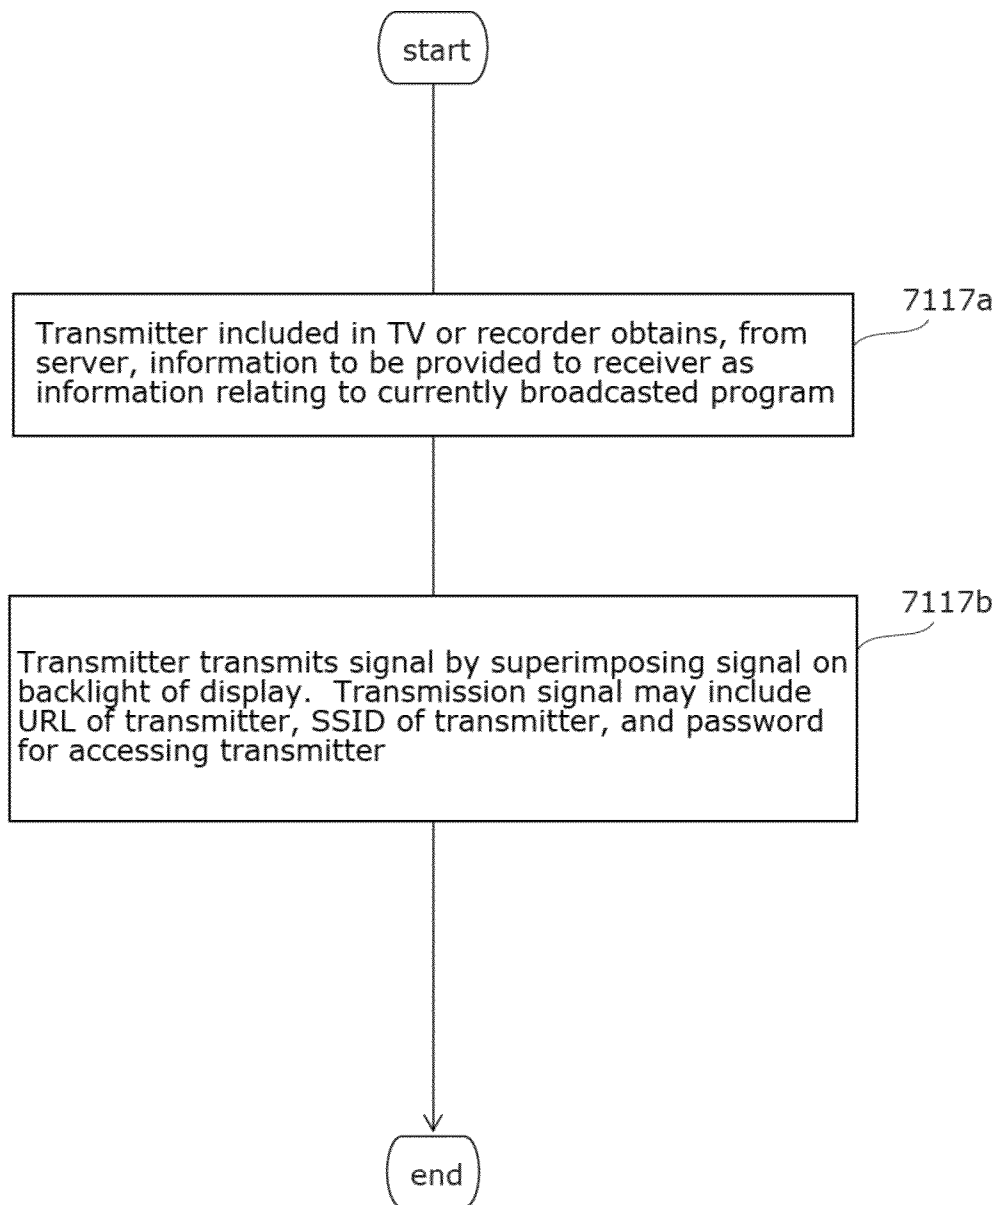 start
7117a
Transmitter included in TV or recorder obtains, from
server, information to be provided to receiver as
information relating to currently broadcasted program
7117b
Transmitter transmits signal by superimposing signal on
backlight of display.  Transmission signal may include
URL of transmitter, SSID of transmitter, and password
for accessing transmitter
end